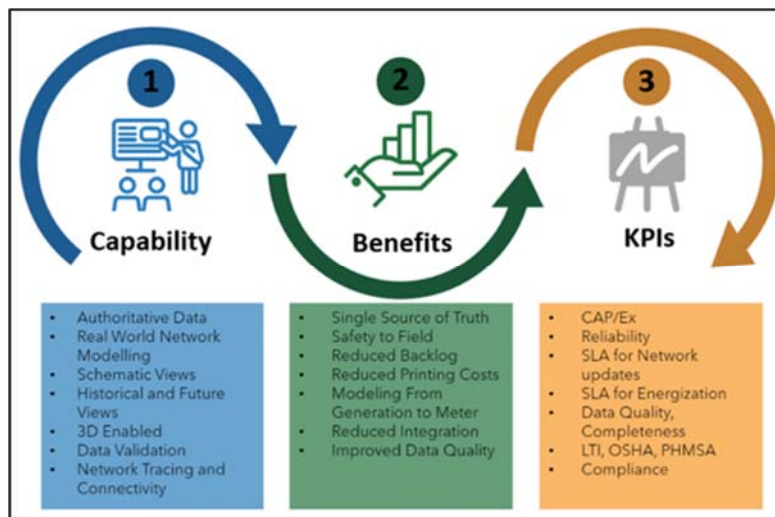 1
Capability
• Authoritative Data
• Real World Network
Modelling
• Schematic Views
• Historical and Future
Views
• 3D Enabled
• Data Validation
• Network Tracing and
Connectivity
2
Benefits
• Single Source of Truth
• Safety to Field
• Reduced Backlog
• Reduced Printing Costs
• Modeling From
Generation to Meter
• Reduced Integration
• Improved Data Quality
3
KPIs
• CAP/Ex
• Reliability
• SLA for Network
updates
• SLA for Energization
• Data Quality,
Completeness
• LTI, OSHA, PHMSA
Compliance